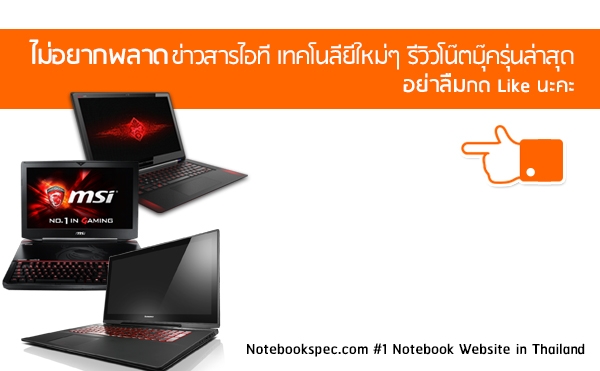 ไม่อยากพลาด ข่าวสารไอที เทคโนโลยีใหม่ๆ รีวิวโน๊ตบุ๊ครุ่นล่าสุด
อย่าลืมกด Like นะคะ
msi
NO.1 IN GAMING
Notebookspec.com #1 Notebook Website in Thailand